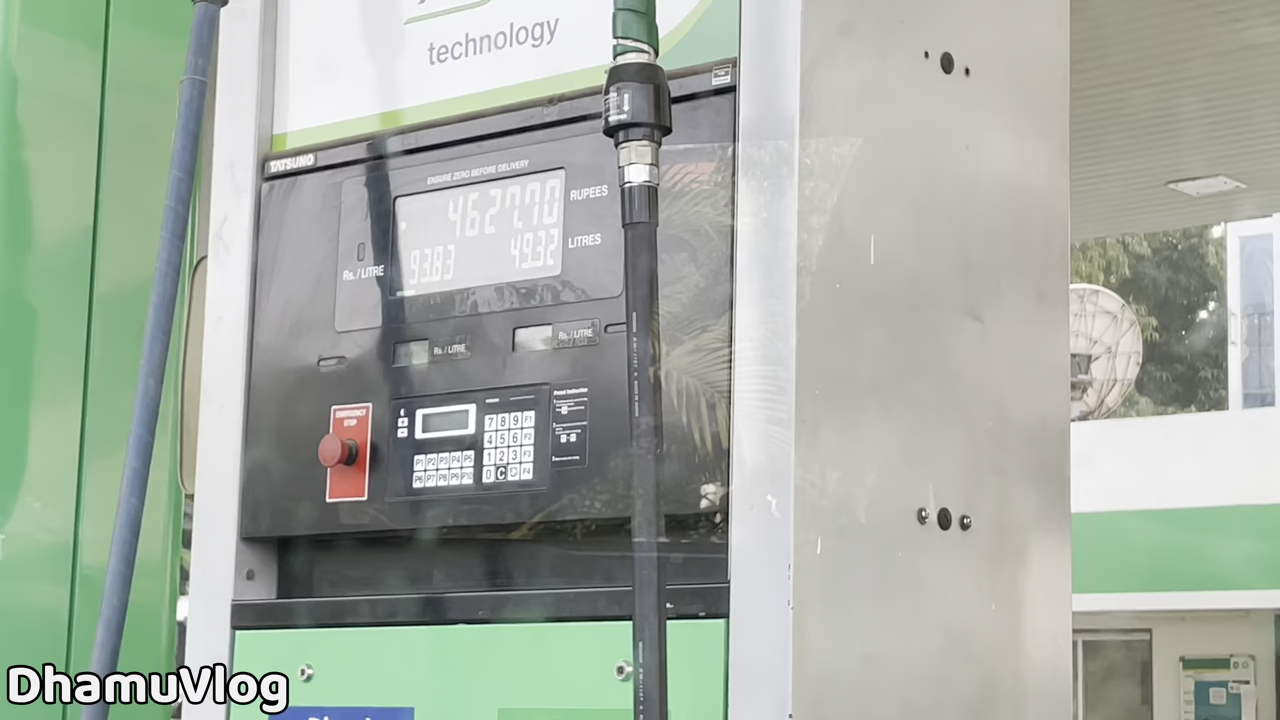 technology
TATSUNO
ENSURE ZERO BEFORE DELIVERY
4627.70 RUPEES
Rs. / LITRE 93.83 49.32 LITRES
Rs. / LITRE
Rs. / LITRE
EMERGENCY
STOP
7 8 9 F1
4 5 6 F2
1 2 3 F3
0 C F4
P1 P2 P3 P4 P5
P6 P7 P8 P9 P10
DhamuVlog